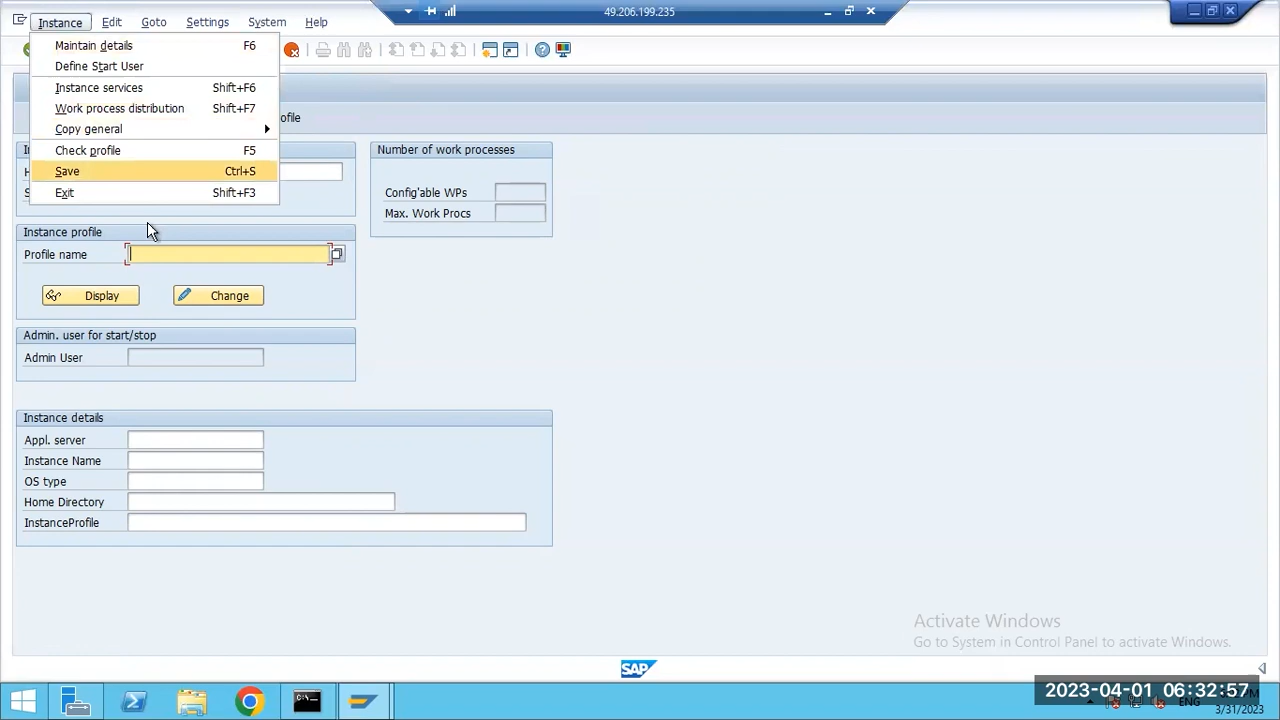 49.206.199.235
Instance Edit Goto Settings System Help
Maintain details F6
Define Start User
Instance services Shift+F6
Work process distribution Shift+F7
Copy general
Check profile F5
Save Ctrl+S
Exit Shift+F3
Number of work processes
Config'able WPs
Max. Work Procs
Instance profile
Profile name
Display Change
Admin. user for start/stop
Admin User
Instance details
Appl. server
Instance Name
OS type
Home Directory
InstanceProfile
Activate Windows
Go to System in Control Panel to activate Windows.
SAP
2023-04-01 06:32:57
ENG
3/31/2023